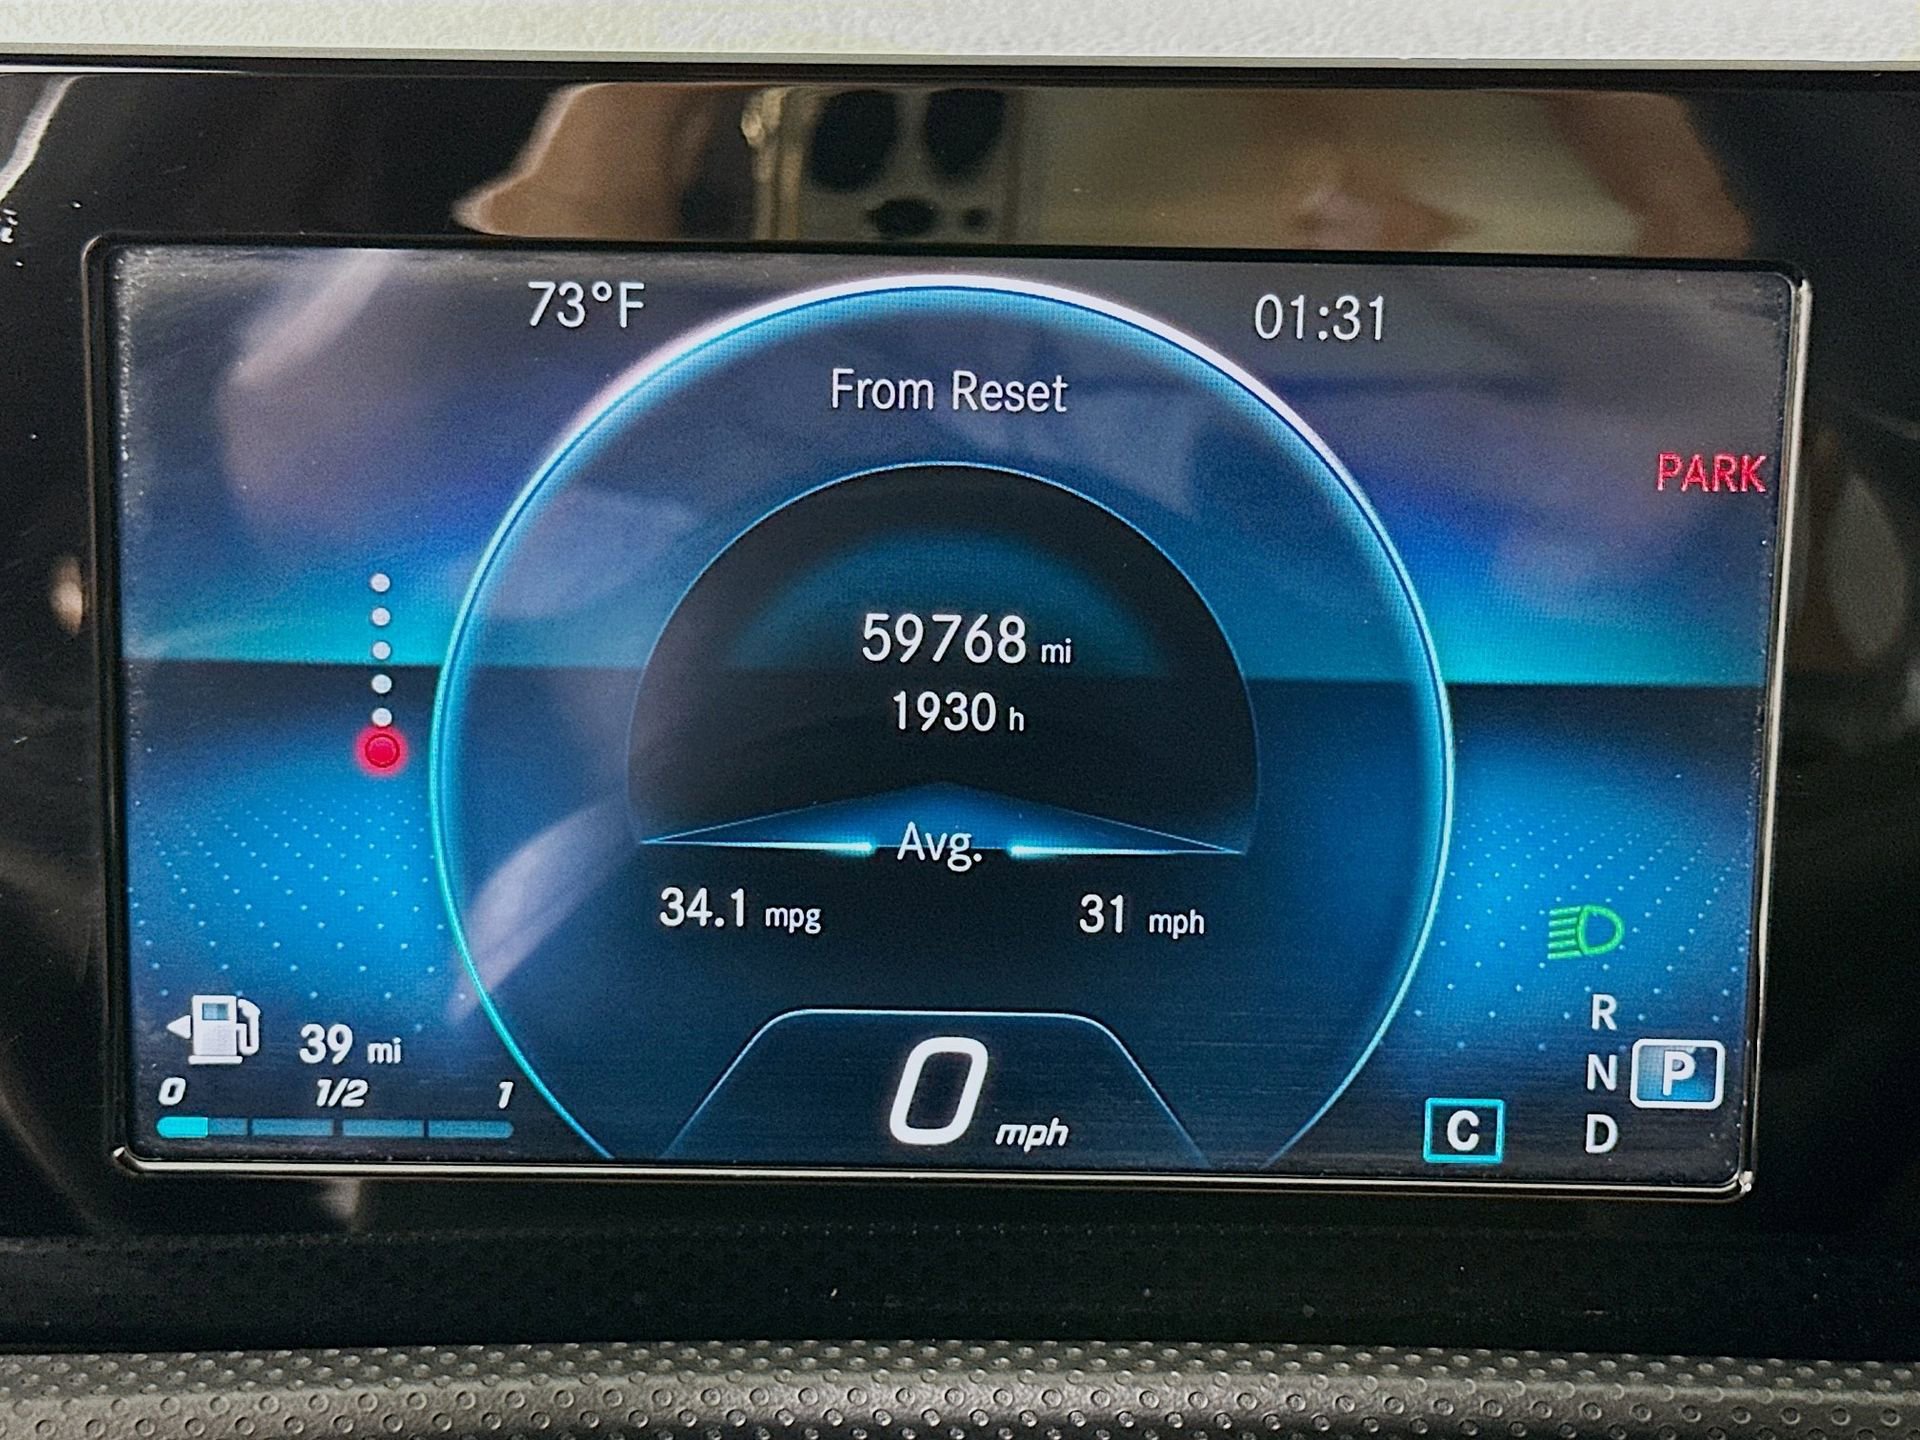 73°F
01:31
From Reset
PARK
59768 mi
1930 h
Avg.
34.1 mpg
31 mph
39 mi
0 1/2 1
0 mph
R
N P
D
C